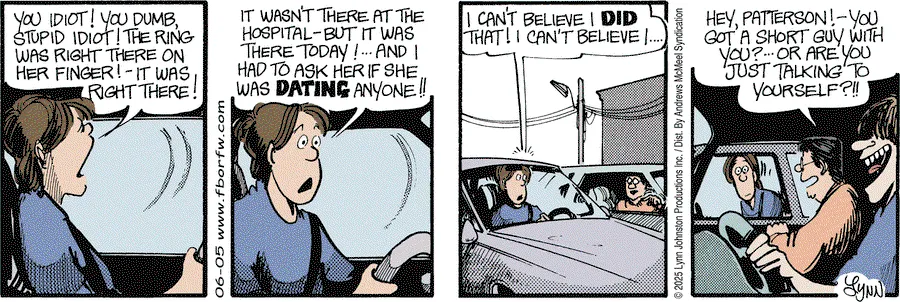 YOU IDIOT! YOU DUMB,
STUPID IDIOT! THE RING
WAS RIGHT THERE ON
HER FINGER! - IT WAS
RIGHT THERE!
IT WASN'T THERE AT THE
HOSPITAL - BUT IT WAS
THERE TODAY!... AND I
HAD TO ASK HER IF SHE
WAS DATING ANYONE!!
06-05 www.fborfw.com
I CAN'T BELIEVE I DID
THAT! I CAN'T BELIEVE I....
© 2025 Lynn Johnston Productions Inc. / Dist. By Andrews McMeel Syndication
HEY, PATTERSON! - YOU
GOT A SHORT GUY WITH
YOU?... OR ARE YOU
JUST TALKING TO
YOURSELF?!!
LYNN